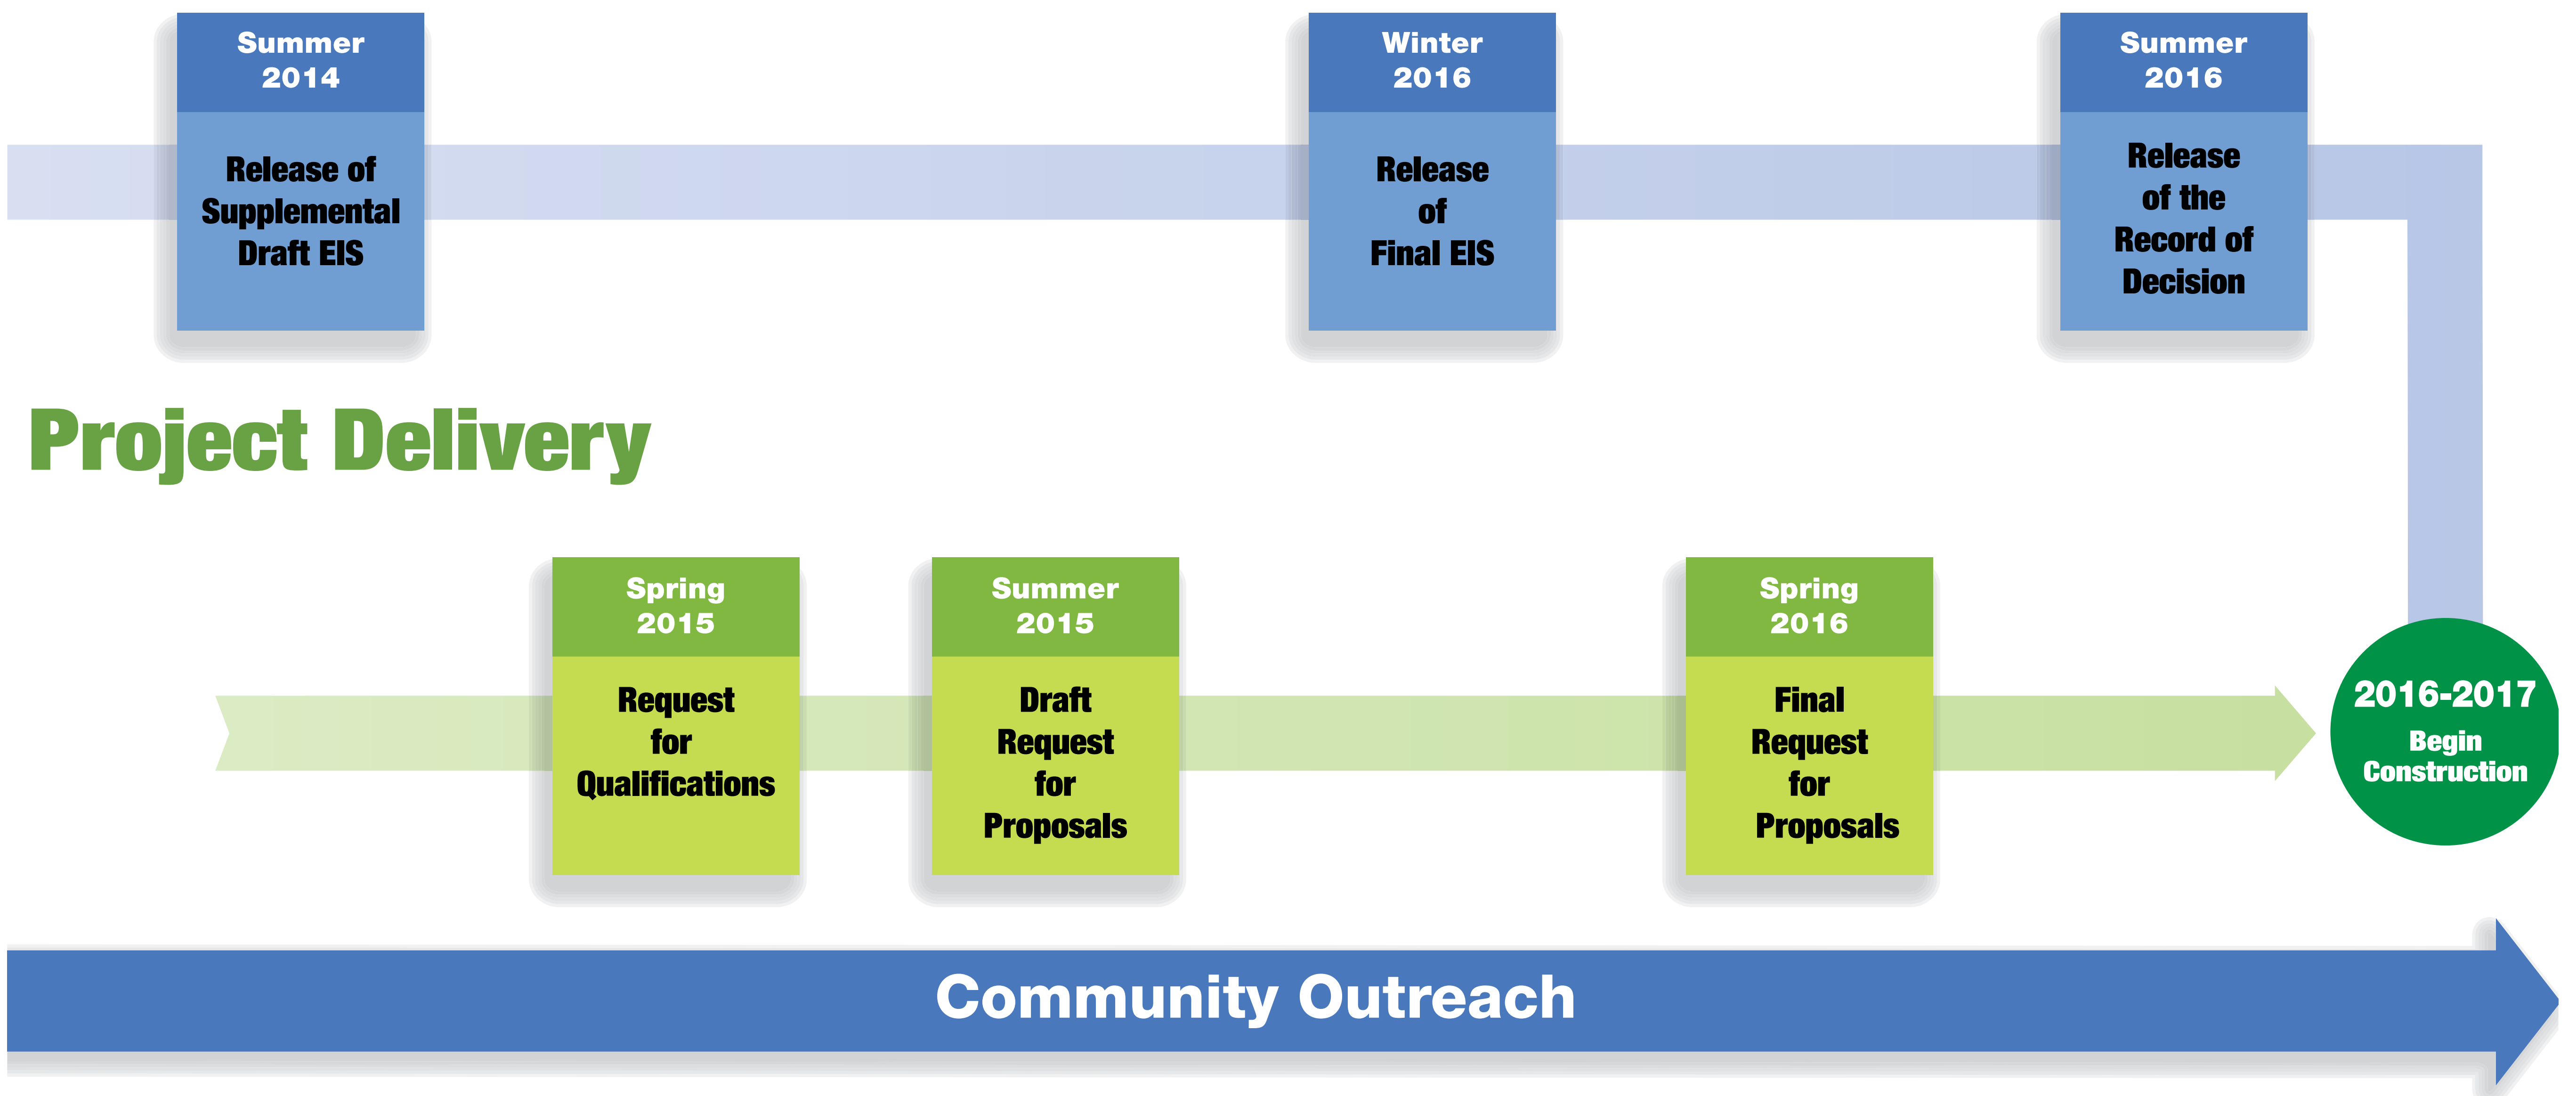 Summer
2014
Release of
Supplemental
Draft EIS
Winter
2016
Release
of
Final EIS
Summer
2016
Release
of the
Record of
Decision
Project Delivery
Spring
2015
Request
for
Qualifications
Summer
2015
Draft
Request
for
Proposals
Spring
2016
Final
Request
for
Proposals
2016-2017
Begin
Construction
Community Outreach